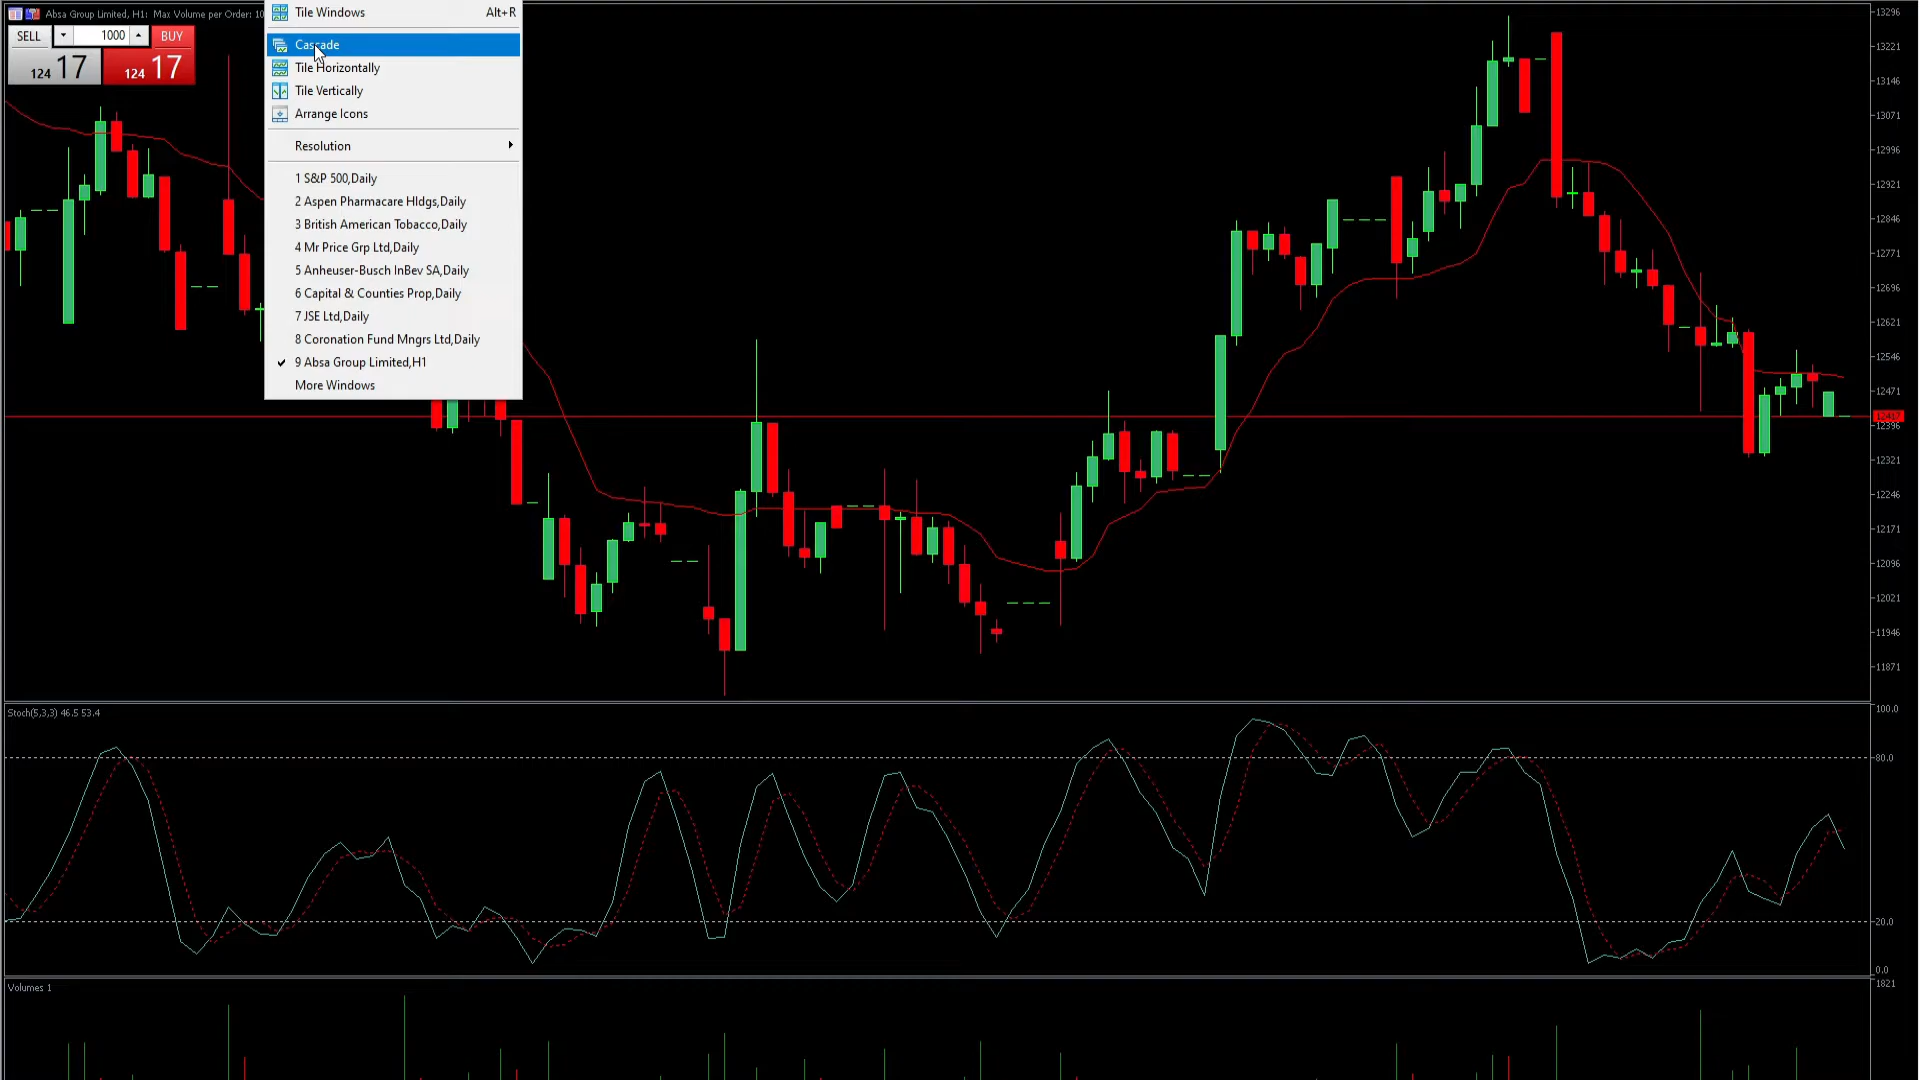 Absa Group Limited, H1: Max Volume per Order: 10
Tile Windows Alt+R
SELL 1000 BUY
124 17 124 17
Cascade
Tile Horizontally
Tile Vertically
Arrange Icons
Resolution
1 S&P 500,Daily
2 Aspen Pharmacare Hldgs,Daily
3 British American Tobacco,Daily
4 Mr Price Grp Ltd,Daily
5 Anheuser-Busch InBev SA,Daily
6 Capital & Counties Prop,Daily
7 JSE Ltd,Daily
8 Coronation Fund Mngrs Ltd,Daily
9 Absa Group Limited,H1
More Windows
13296
13221
13146
13071
12996
12921
12846
12771
12696
12621
12546
12471
12417
12396
12321
12246
12171
12096
12021
11946
11871
Stoch(5,3,3) 46.5 53.4
100.0
80.0
20.0
0.0
Volumes 1
1821